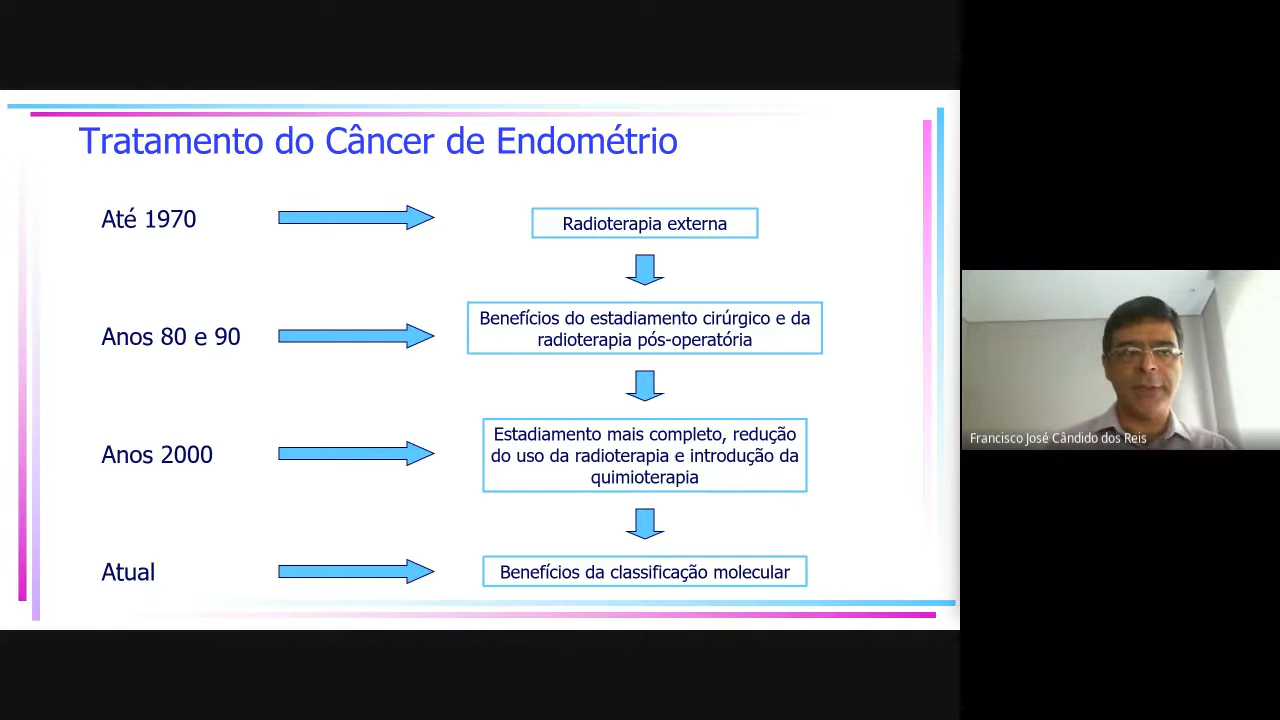 Tratamento do Câncer de Endométrio
Até 1970
Radioterapia externa
Anos 80 e 90
Benefícios do estadiamento cirúrgico e da
radioterapia pós-operatória
Anos 2000
Estadiamento mais completo, redução
do uso da radioterapia e introdução da
quimioterapia
Atual
Benefícios da classificação molecular
Francisco José Cândido dos Reis